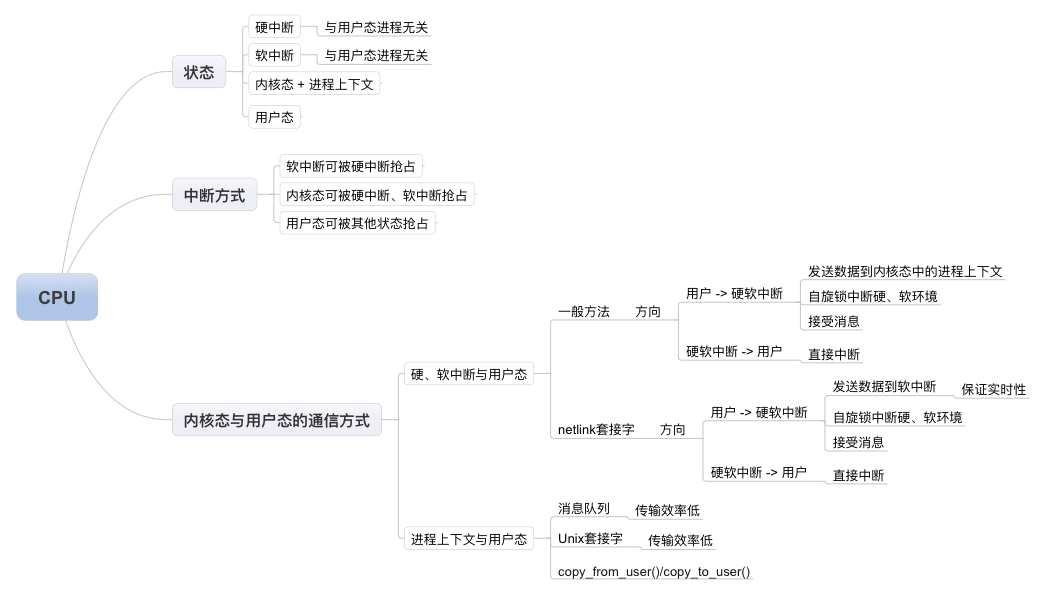 CPU
状态
硬中断
与用户态进程无关
软中断
与用户态进程无关
内核态 + 进程上下文
用户态
中断方式
软中断可被硬中断抢占
内核态可被硬中断、软中断抢占
用户态可被其他状态抢占
内核态与用户态的通信方式
硬、软中断与用户态
一般方法
方向
用户 -> 硬软中断
发送数据到内核态中的进程上下文
自旋锁中断硬、软环境
接受消息
硬软中断 -> 用户
直接中断
netlink套接字
方向
用户 -> 硬软中断
发送数据到软中断
保证实时性
自旋锁中断硬、软环境
接受消息
硬软中断 -> 用户
直接中断
进程上下文与用户态
消息队列
传输效率低
Unix套接字
传输效率低
copy_from_user()/copy_to_user()